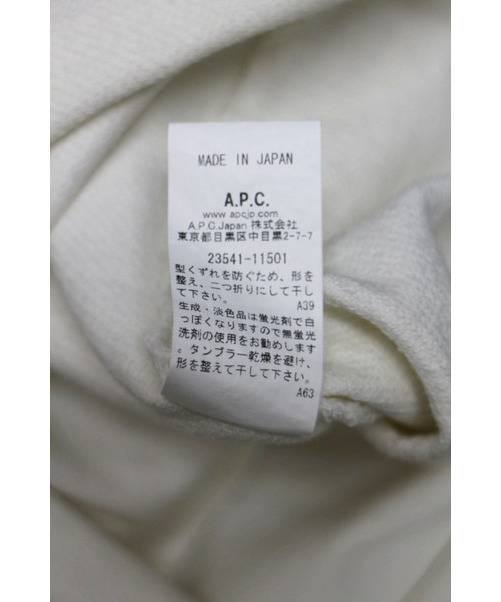 MADE IN JAPAN
A.P.C.
www.apcjp.com
A.P.C.Japan 株式会社
東京都目黒区中目黒2-7-7
23541-11501
型くずれを防ぐため、形を
整え、二つ折りにして干し
て下さい。 A39
生成・淡色品は蛍光剤で白
っぽくなりますので無蛍光
洗剤の使用をお勧めします
。タンブラー乾燥を避け、
形を整えて干して下さい。
A63